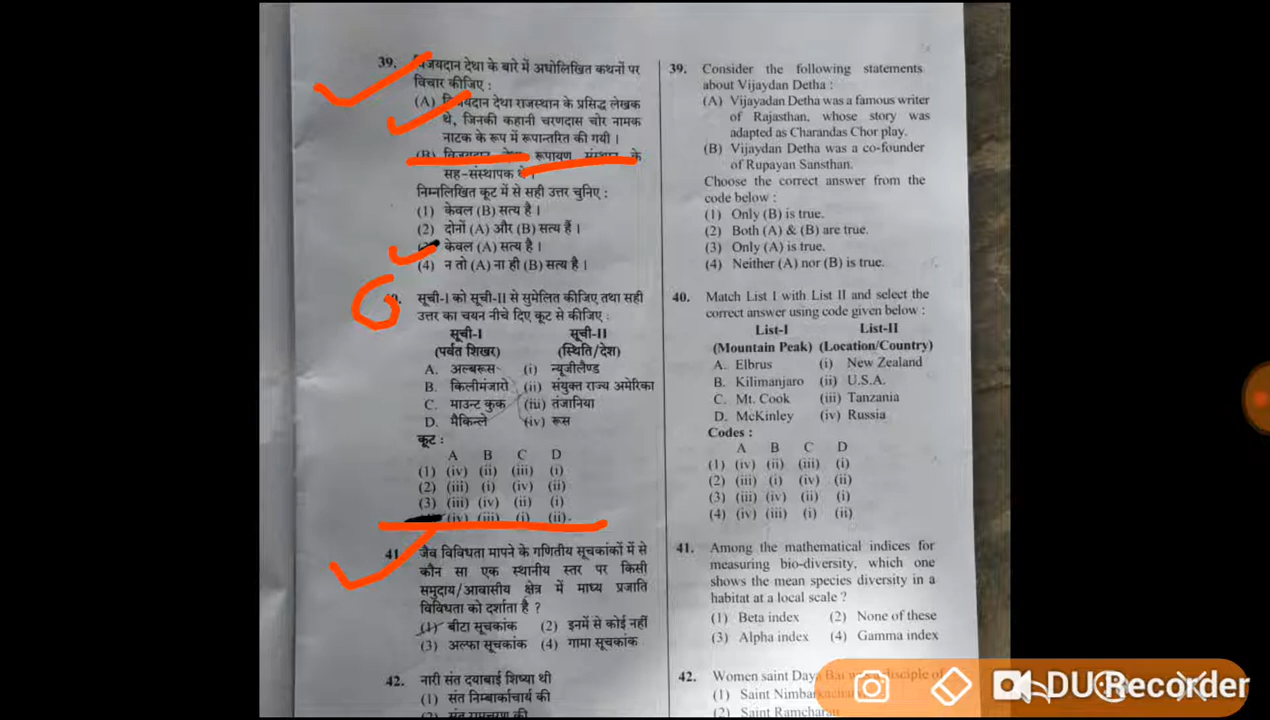 39. विजयदान देथा के बारे में अधोलिखित कथनों पर
विचार कीजिए :
(A) विजयदान देथा राजस्थान के प्रसिद्ध लेखक
थे, जिनकी कहानी चरणदास चोर नामक
नाटक के रूप में रूपान्तरित की गयी ।
(B) विजयदान देथा रूपायण संस्थान के
सह-संस्थापक थे ।
निम्नलिखित कूट में से सही उत्तर चुनिए :
(1) केवल (B) सत्य है ।
(2) दोनों (A) और (B) सत्य हैं ।
केवल (A) सत्य है ।
(4) न तो (A) ना ही (B) सत्य है ।
40. सूची-I को सूची-II से सुमेलित कीजिए तथा सही
उत्तर का चयन नीचे दिए कूट से कीजिए :
सूची-I सूची-II
(पर्वत शिखर) (स्थिति/देश)
A. अल्बरूस (i) न्यूजीलैण्ड
B. किलीमंजारो (ii) संयुक्त राज्य अमेरिका
C. माउन्ट कुक (iii) तंजानिया
D. मैकिन्ले (iv) रूस
कूट :
A B C D
(1) (iv) (ii) (iii) (i)
(2) (iii) (i) (iv) (ii)
(3) (iii) (iv) (ii) (i)
(iv) (iii) (i) (ii)
41. जैव विविधता मापने के गणितीय सूचकांकों में से
कौन सा एक स्थानीय स्तर पर किसी
समुदाय/आवासीय क्षेत्र में माध्य प्रजाति
विविधता को दर्शाता है ?
(1) बीटा सूचकांक (2) इनमें से कोई नहीं
(3) अल्फा सूचकांक (4) गामा सूचकांक
42. नारी संत दयाबाई शिष्या थी
(1) संत निम्बार्काचार्य की
39. Consider the following statements
about Vijaydan Detha :
(A) Vijayadan Detha was a famous writer
of Rajasthan, whose story was
adapted as Charandas Chor play.
(B) Vijaydan Detha was a co-founder
of Rupayan Sansthan.
Choose the correct answer from the
code below :
(1) Only (B) is true.
(2) Both (A) & (B) are true.
(3) Only (A) is true.
(4) Neither (A) nor (B) is true.
40. Match List I with List II and select the
correct answer using code given below :
List-I List-II
(Mountain Peak) (Location/Country)
A. Elbrus (i) New Zealand
B. Kilimanjaro (ii) U.S.A.
C. Mt. Cook (iii) Tanzania
D. McKinley (iv) Russia
Codes :
A B C D
(1) (iv) (ii) (iii) (i)
(2) (iii) (i) (iv) (ii)
(3) (iii) (iv) (ii) (i)
(4) (iv) (iii) (i) (ii)
41. Among the mathematical indices for
measuring bio-diversity, which one
shows the mean species diversity in a
habitat at a local scale ?
(1) Beta index (2) None of these
(3) Alpha index (4) Gamma index
42. Women saint Daya Bai was a disciple of
(1) Saint
(2) Saint Ramcharan
DU Recorder